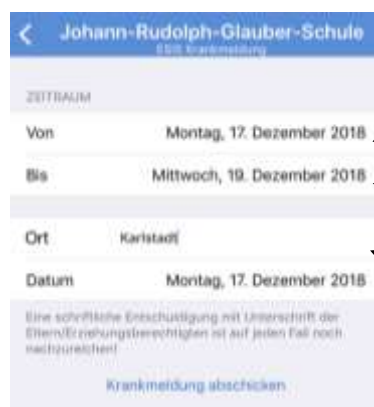 Johann-Rudolph-Glauber-Schule
ESIS Krankmeldung
ZEITRAUM
Von Montag, 17. Dezember 2018
Bis Mittwoch, 19. Dezember 2018
Ort Karlstadt
Datum Montag, 17. Dezember 2018
Eine schriftliche Entschuldigung mit Unterschrift der
Eltern/Erziehungsberechtigten ist auf jeden Fall noch
nachzureichen!
Krankmeldung abschicken